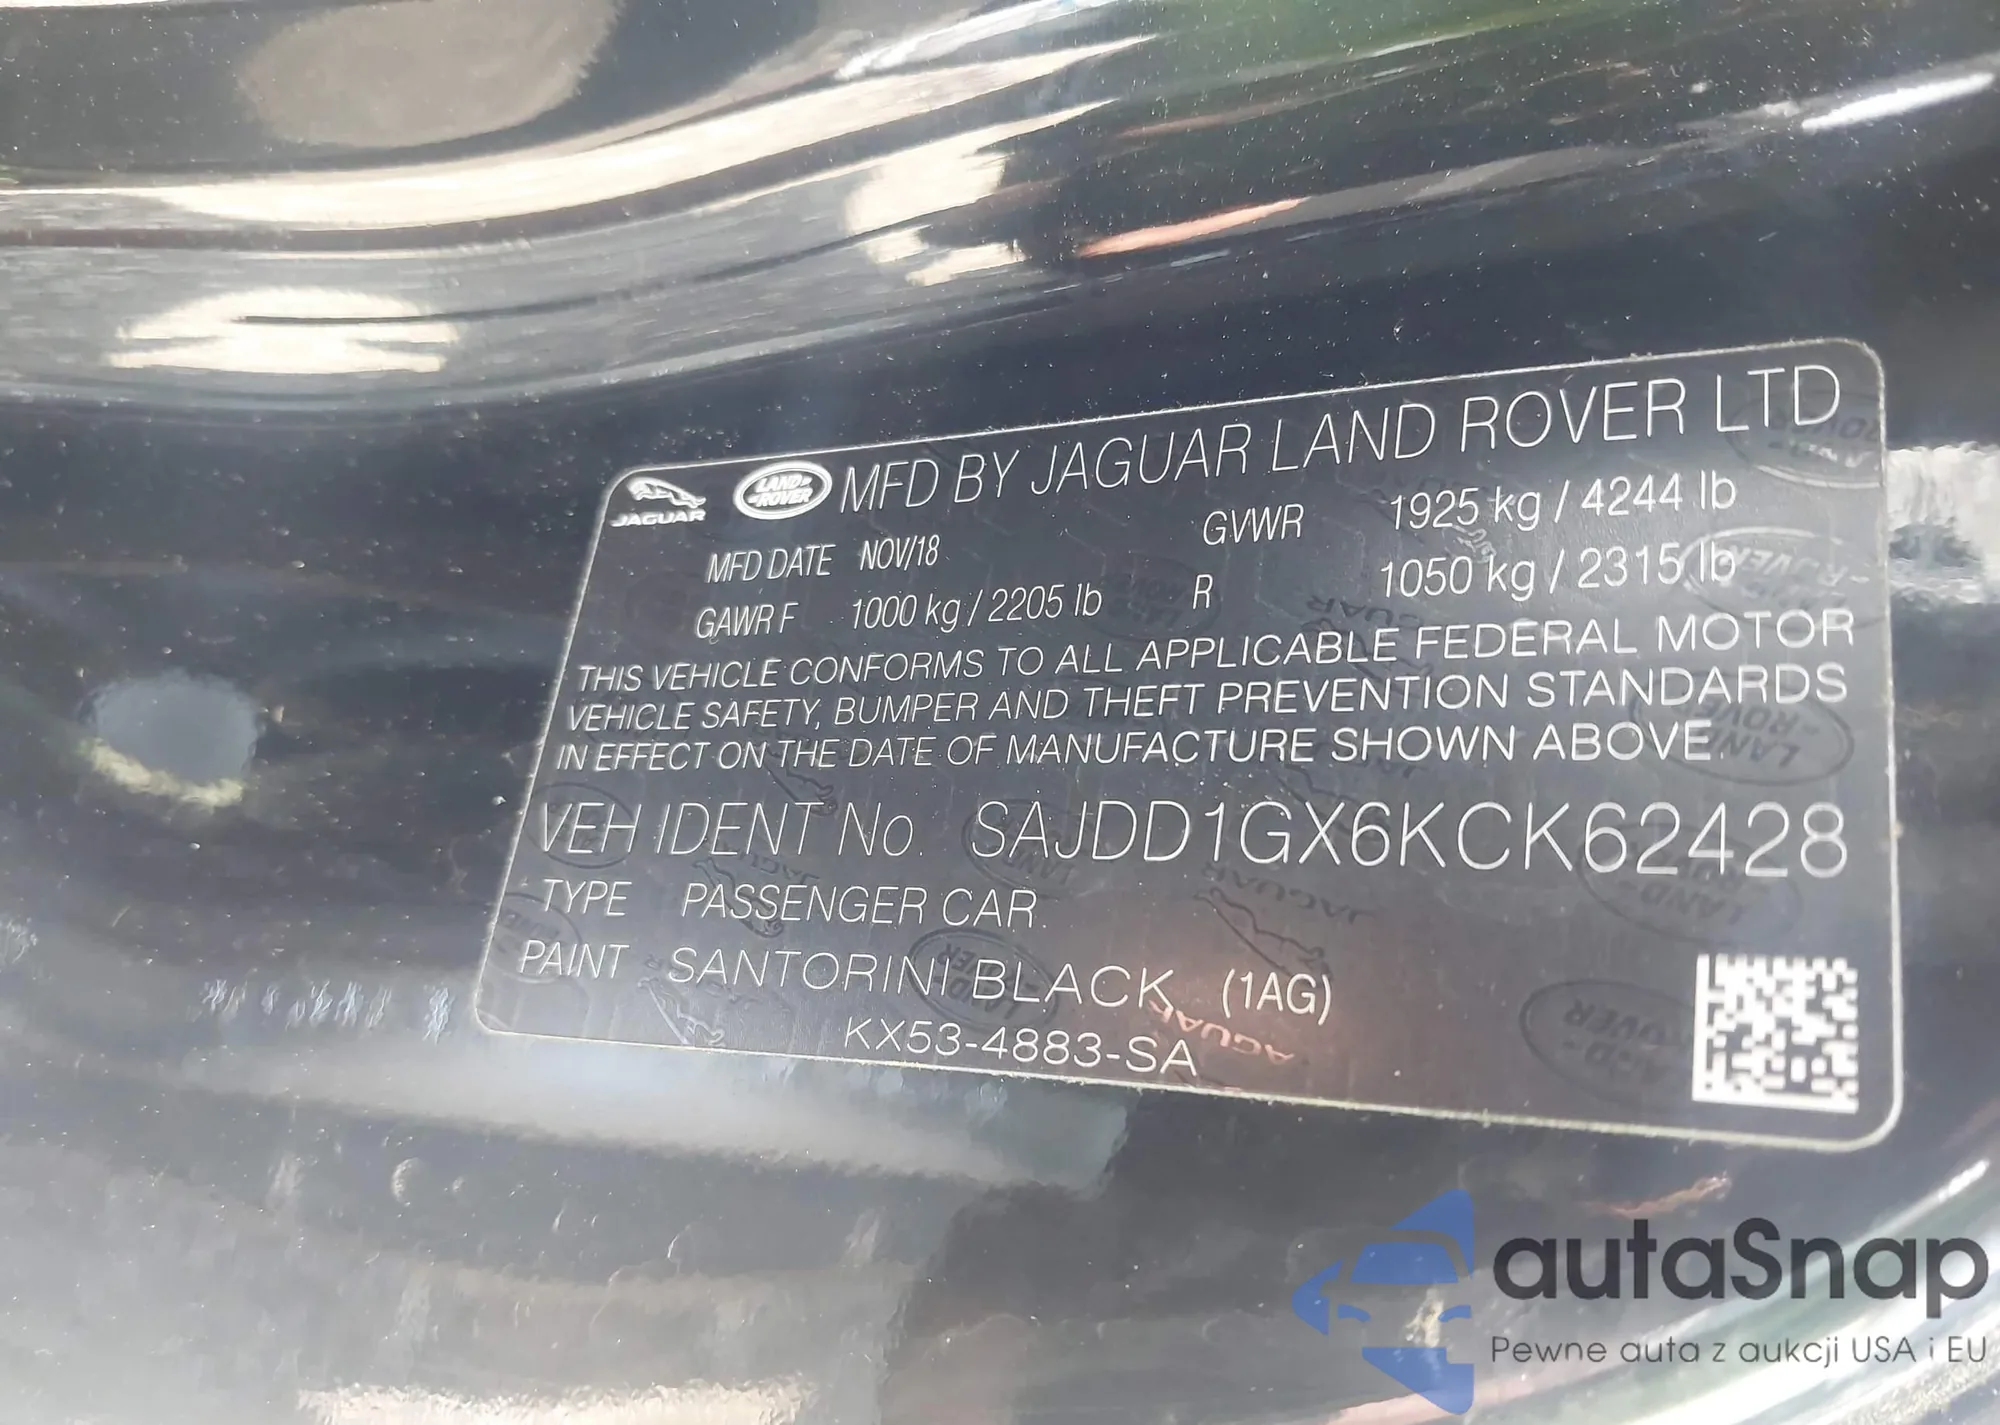 JAGUAR LAND ROVER MFD BY JAGUAR LAND ROVER LTD
MFD DATE NOV/18 GVWR 1925 kg / 4244 lb
GAWR F 1000 kg / 2205 lb R 1050 kg / 2315 lb
THIS VEHICLE CONFORMS TO ALL APPLICABLE FEDERAL MOTOR
VEHICLE SAFETY, BUMPER AND THEFT PREVENTION STANDARDS
IN EFFECT ON THE DATE OF MANUFACTURE SHOWN ABOVE.
VEH IDENT No. SAJDD1GX6KCK62428
TYPE PASSENGER CAR
PAINT SANTORINI BLACK (1AG)
KX53-4883-SA
autaSnap
Pewne auta z aukcji USA i EU